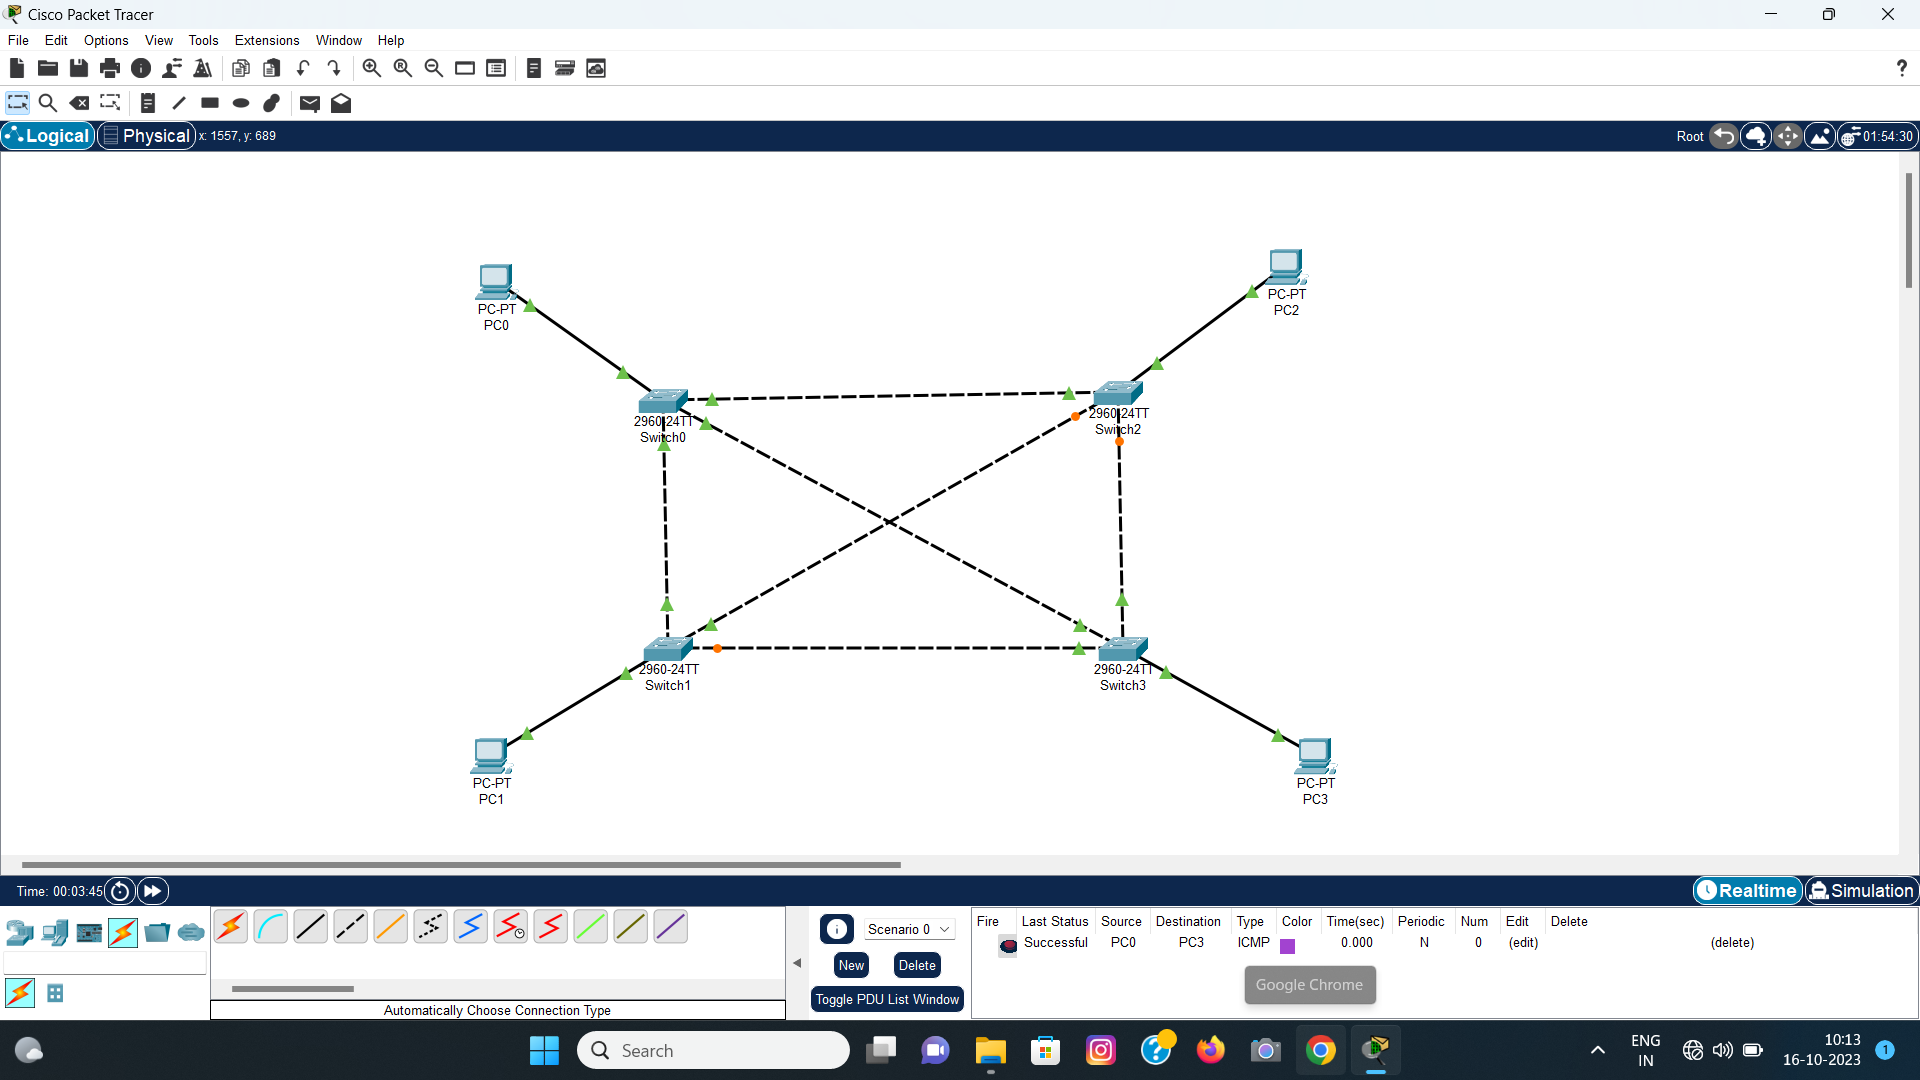 Cisco Packet Tracer
File Edit Options View Tools Extensions Window Help
?
Logical Physical x: 1557, y: 689 Root 01:54:30
PC-PT
PC0
PC-PT
PC2
2960-24TT
Switch0
2960-24TT
Switch2
2960-24TT
Switch1
2960-24TT
Switch3
PC-PT
PC1
PC-PT
PC3
Time: 00:03:45 Realtime Simulation
Scenario 0
New Delete
Toggle PDU List Window
Automatically Choose Connection Type
Fire Last Status Source Destination Type Color Time(sec) Periodic Num Edit Delete
Successful PC0 PC3 ICMP 0.000 N 0 (edit) (delete)
Google Chrome
Search
ENG
IN
10:13
16-10-2023
1